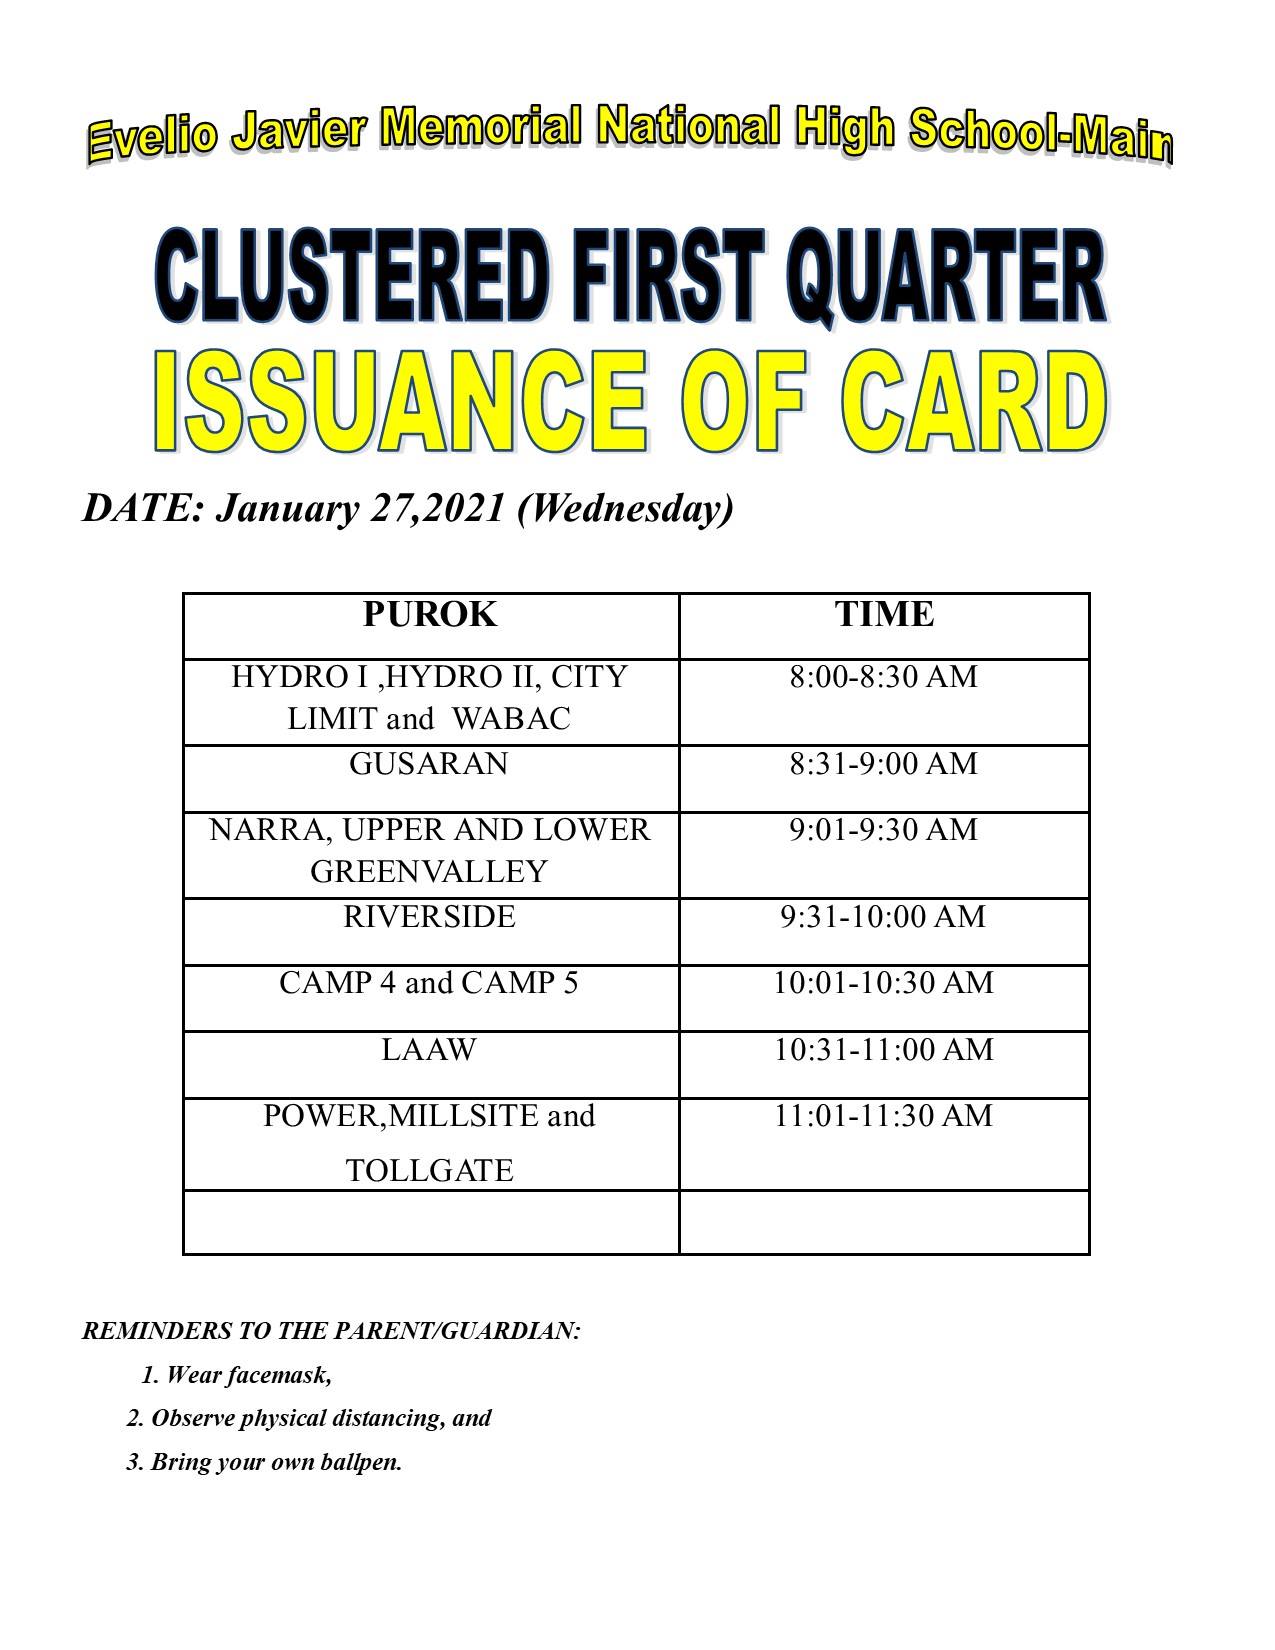 Evelio Javier Memorial National High School-Main
CLUSTERED FIRST QUARTER
ISSUANCE OF CARD
DATE: January 27,2021 (Wednesday)
PUROK TIME
HYDRO I ,HYDRO II, CITY 8:00-8:30 AM
LIMIT and WABAC
GUSARAN 8:31-9:00 AM
NARRA, UPPER AND LOWER 9:01-9:30 AM
GREENVALLEY
RIVERSIDE 9:31-10:00 AM
CAMP 4 and CAMP 5 10:01-10:30 AM
LAAW 10:31-11:00 AM
POWER,MILLSITE and 11:01-11:30 AM
TOLLGATE
REMINDERS TO THE PARENT/GUARDIAN:
1. Wear facemask,
2. Observe physical distancing, and
3. Bring your own ballpen.